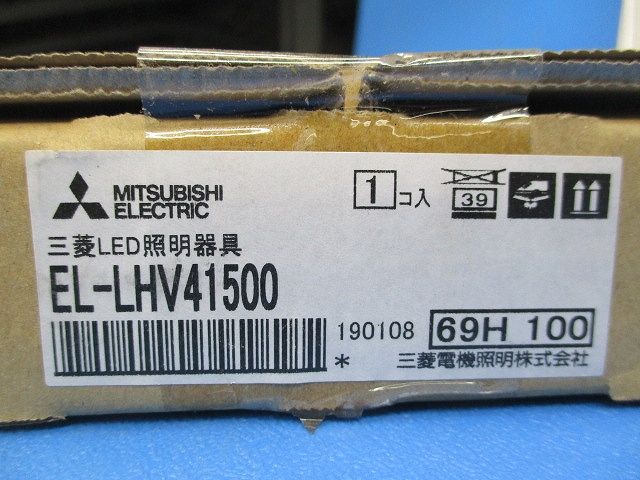 MITSUBISHI
ELECTRIC
1 コ入
39
三菱LED照明器具
EL-LHV41500
190108 69H 100
*
三菱電機照明株式会社